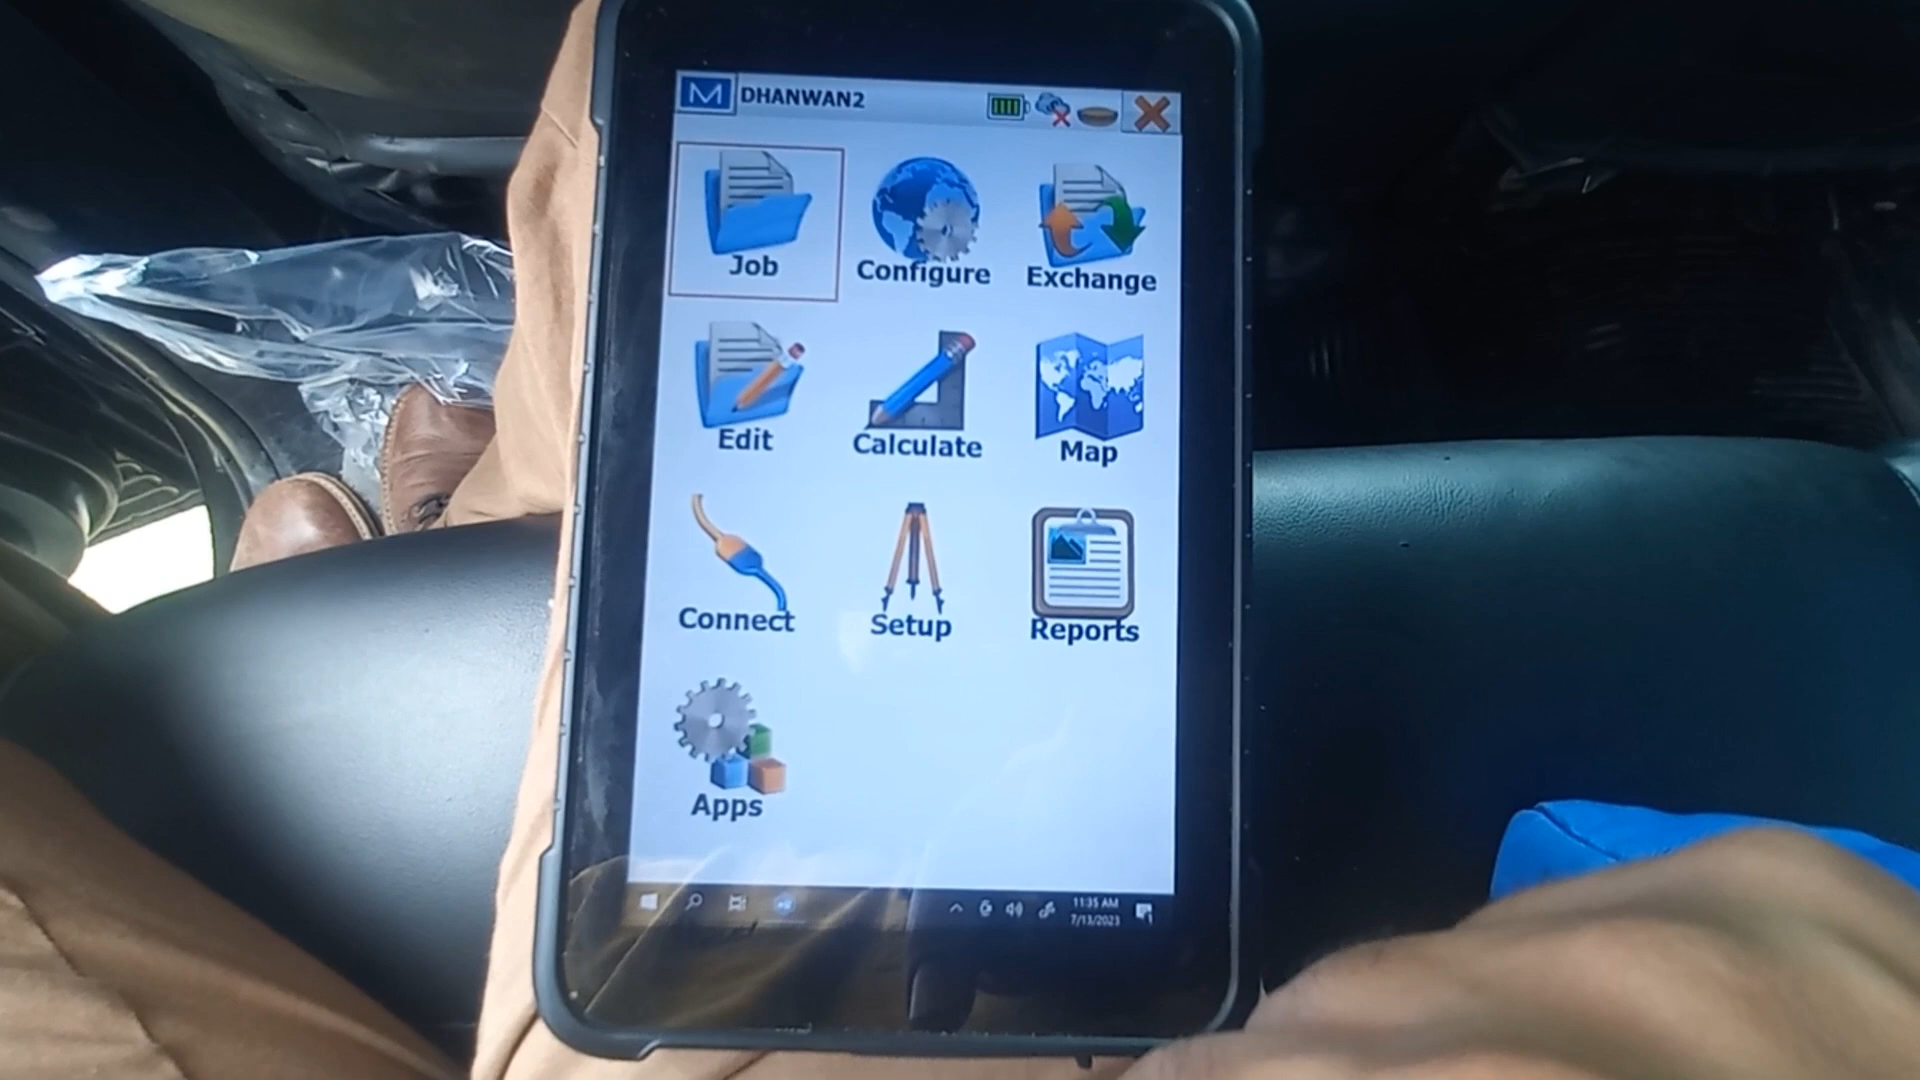 M DHANWAN2
Job Configure Exchange
Edit Calculate Map
Connect Setup Reports
Apps
11:35 AM
7/13/2023